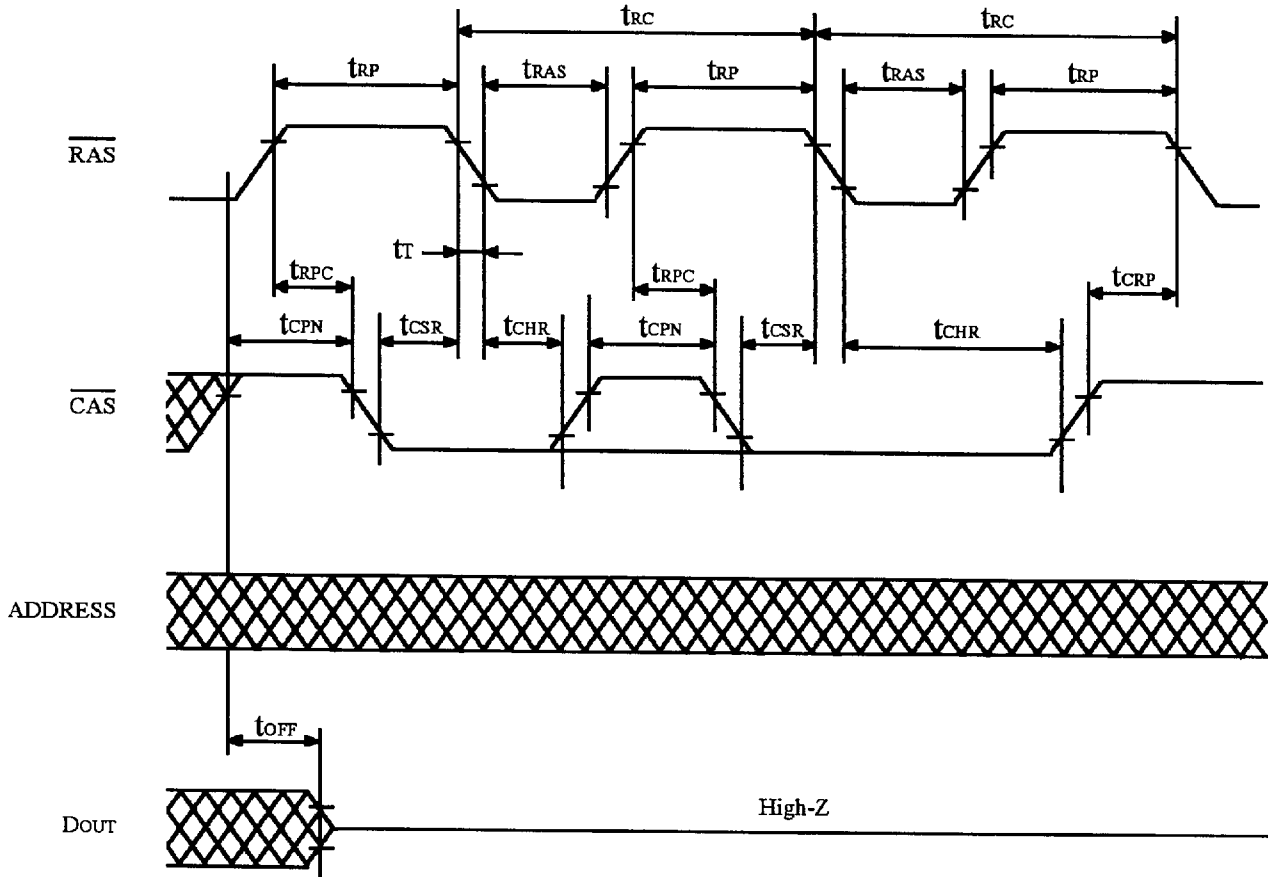 tRC tRC
tRP tRAS tRP tRAS tRP
RAS
tT
tRPC tRPC tCRP
tCPN tCSR tCHR tCPN tCSR tCHR
CAS
ADDRESS
tOFF
DOUT High-Z